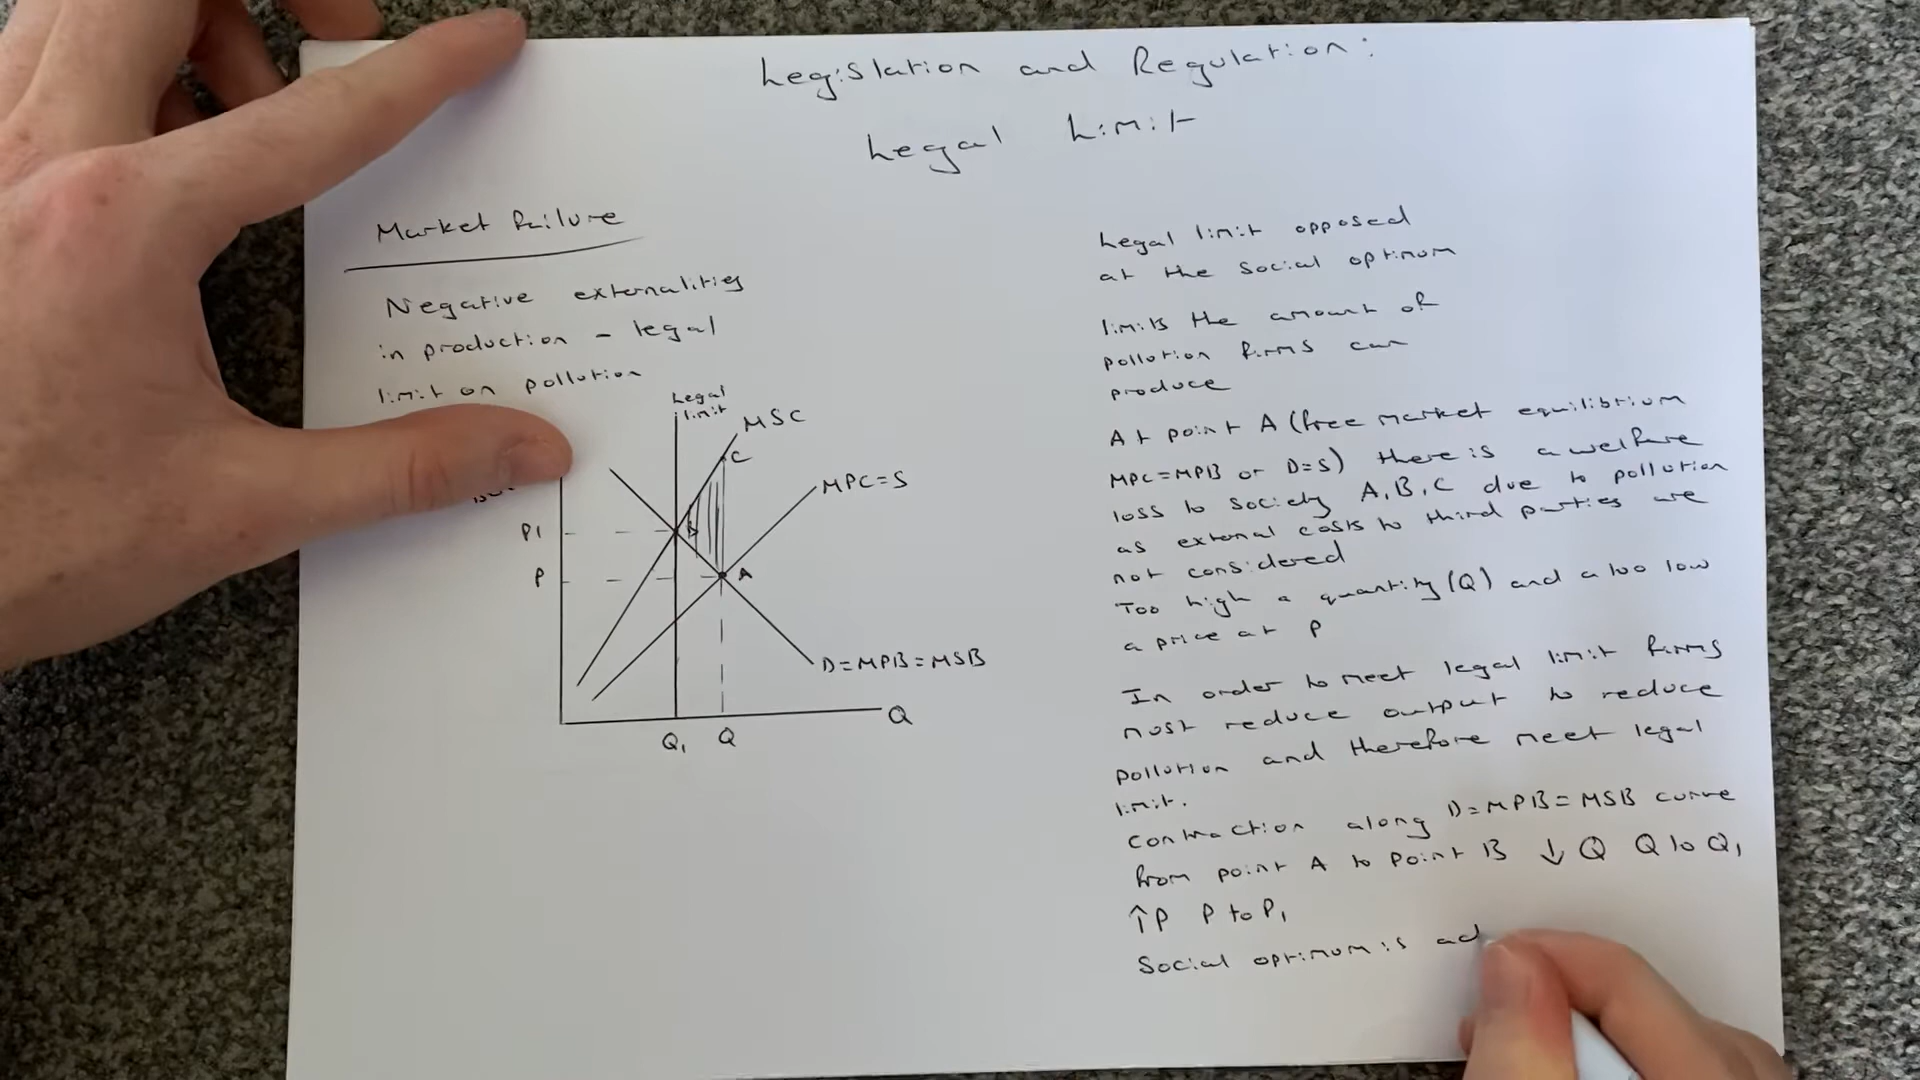 Legislation and Regulation:
Legal Limit
Market failure
Negative externalities
in production - legal
limit on pollution
Legal
limit
MSC
C
MPC=S
P1
B
P
A
D=MPB=MSB
Q
Q1 Q
Legal limit opposed
at the social optimum
limits the amount of
pollution firms can
produce
At point A (free market equilibrium
MPC=MPB or D=S) there is a welfare
loss to society A,B,C due to pollution
as external costs to third parties are
not considered
Too high a quantity (Q) and a too low
a price at P
In order to meet legal limit firms
must reduce output to reduce
pollution and therefore meet legal
limit.
Contraction along D=MPB=MSB curve
from point A to point B ↓Q Q to Q1
↑P P to P1
Social optimum is ad